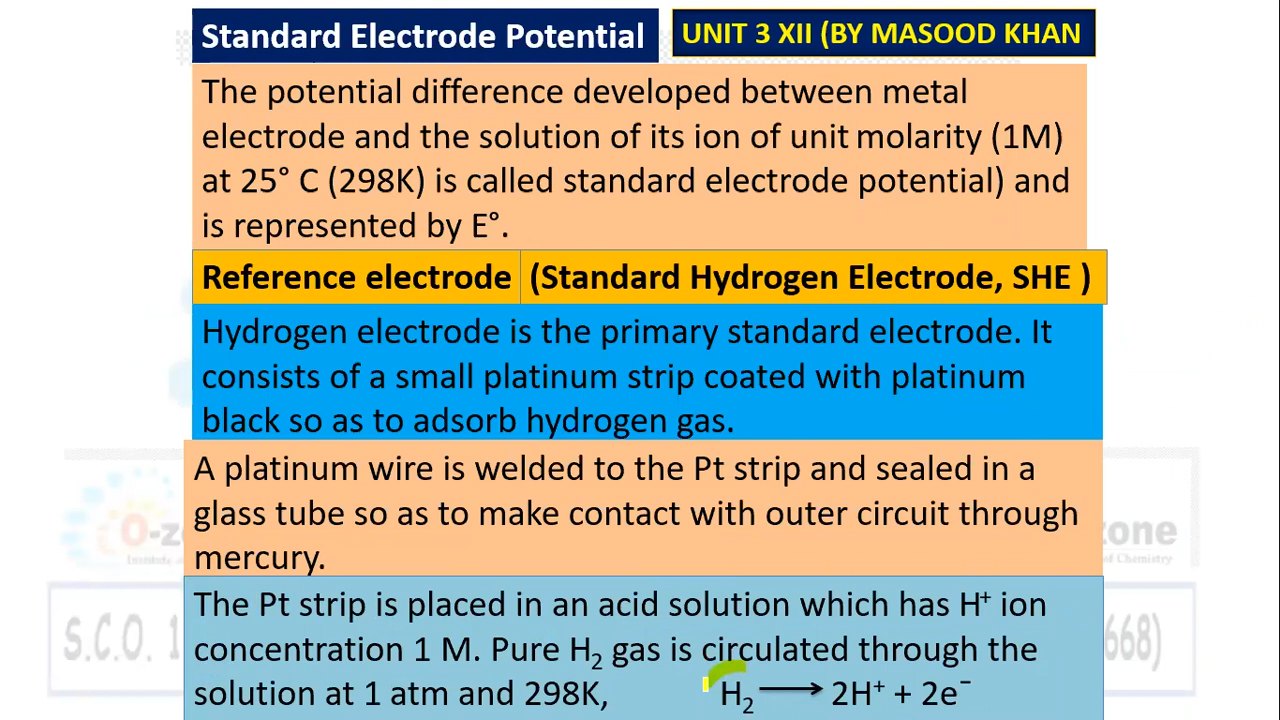 Standard Electrode Potential
UNIT 3 XII (BY MASOOD KHAN
The potential difference developed between metal
electrode and the solution of its ion of unit molarity (1M)
at 25° C (298K) is called standard electrode potential) and
is represented by E°.
Reference electrode (Standard Hydrogen Electrode, SHE )
Hydrogen electrode is the primary standard electrode. It
consists of a small platinum strip coated with platinum
black so as to adsorb hydrogen gas.
A platinum wire is welded to the Pt strip and sealed in a
glass tube so as to make contact with outer circuit through
mercury.
The Pt strip is placed in an acid solution which has H⁺ ion
concentration 1 M. Pure H₂ gas is circulated through the
solution at 1 atm and 298K, H₂ ⟶ 2H⁺ + 2e⁻
O-z
zone
of Chemistry
S.C.O. 1
668)